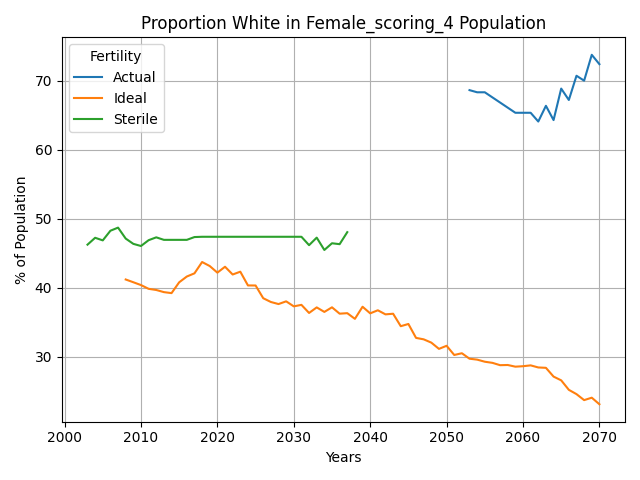 Proportion White in Female_scoring_4 Population
Fertility
Actual
Ideal
Sterile
% of Population
70
60
50
40
30
2000 2010 2020 2030 2040 2050 2060 2070
Years